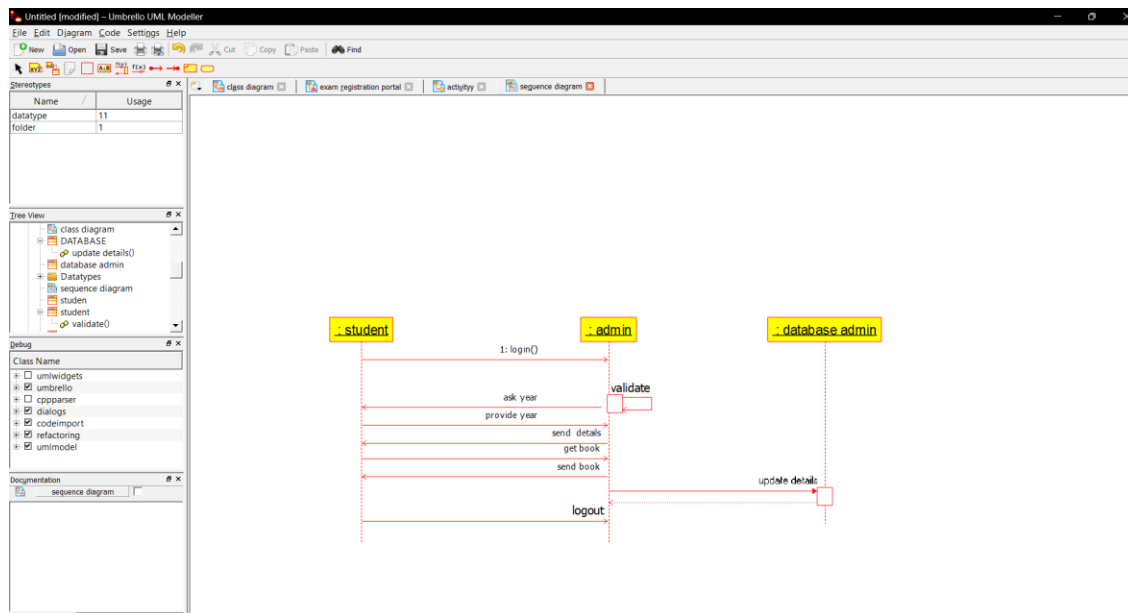 Untitled [modified] – Umbrello UML Modeller
File Edit Diagram Code Settings Help
New Open Save Cut Copy Paste Find
Stereotypes
Name Usage
datatype 11
folder 1
class diagram exam registration portal activityy sequence diagram
Tree View
class diagram
DATABASE
update details()
database admin
Datatypes
sequence diagram
studen
student
validate()
Debug
Class Name
umlwidgets
umbrello
cppparser
dialogs
codeimport
refactoring
umlmodel
Documentation
sequence diagram
: student : admin : database admin
1: login()
validate
ask year
provide year
send details
get book
send book
update details
logout